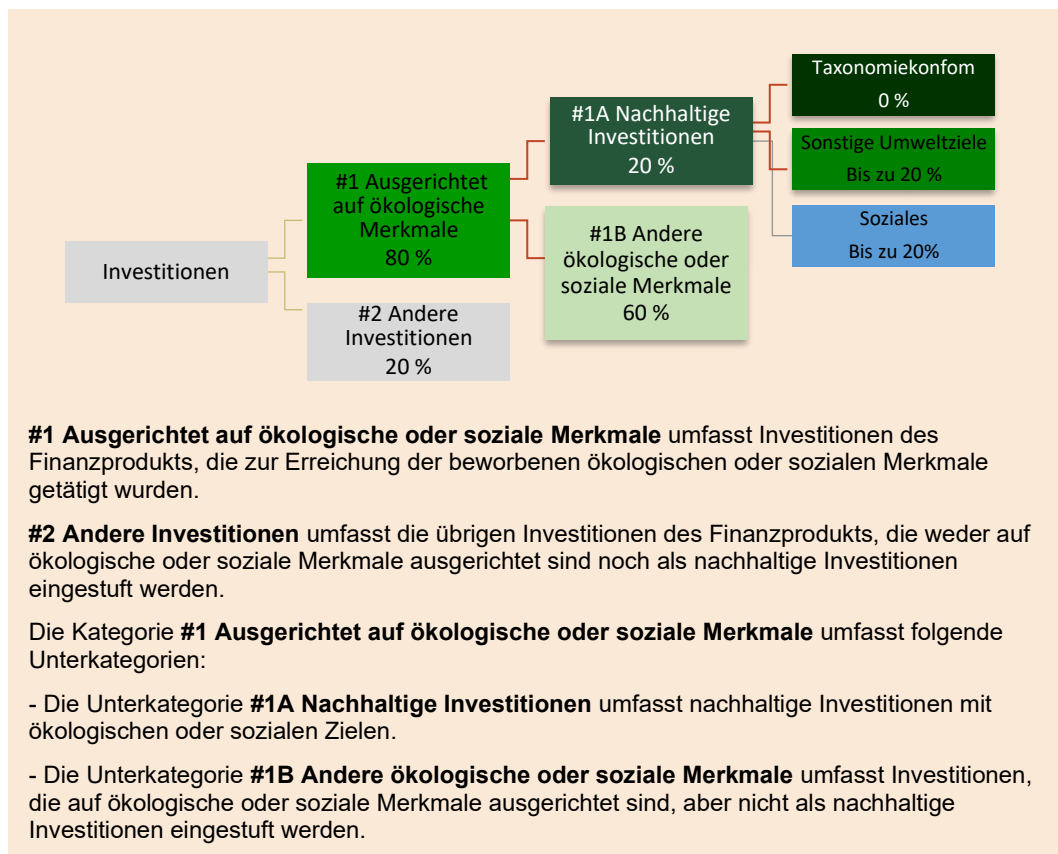 Taxonomiekonfom
0 %
#1A Nachhaltige
Investitionen
20 %
Sonstige Umweltziele
Bis zu 20 %
#1 Ausgerichtet
auf ökologische
Merkmale
80 %
Soziales
Bis zu 20%
#1B Andere
ökologische oder
soziale Merkmale
60 %
Investitionen
#2 Andere
Investitionen
20 %
#1 Ausgerichtet auf ökologische oder soziale Merkmale umfasst Investitionen des
Finanzprodukts, die zur Erreichung der beworbenen ökologischen oder sozialen Merkmale
getätigt wurden.
#2 Andere Investitionen umfasst die übrigen Investitionen des Finanzprodukts, die weder auf
ökologische oder soziale Merkmale ausgerichtet sind noch als nachhaltige Investitionen
eingestuft werden.
Die Kategorie #1 Ausgerichtet auf ökologische oder soziale Merkmale umfasst folgende
Unterkategorien:
- Die Unterkategorie #1A Nachhaltige Investitionen umfasst nachhaltige Investitionen mit
ökologischen oder sozialen Zielen.
- Die Unterkategorie #1B Andere ökologische oder soziale Merkmale umfasst Investitionen,
die auf ökologische oder soziale Merkmale ausgerichtet sind, aber nicht als nachhaltige
Investitionen eingestuft werden.